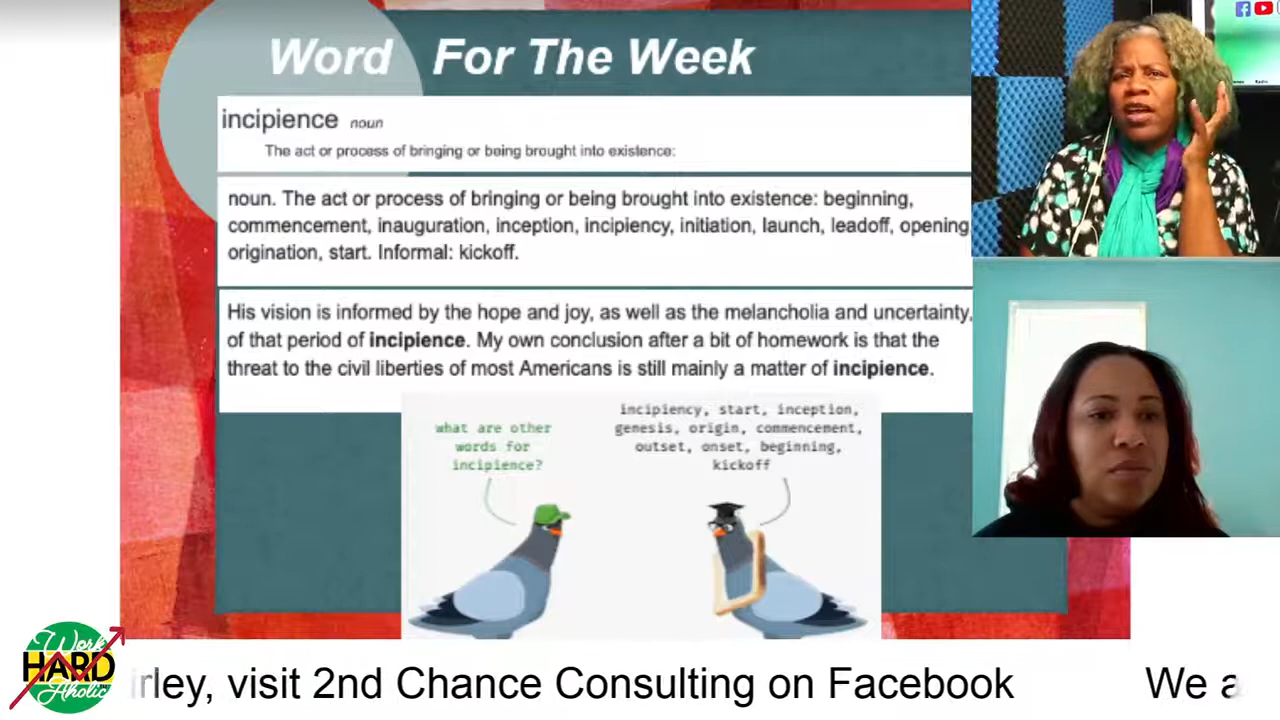 Word For The Week
incipience noun
The act or process of bringing or being brought into existence:
noun. The act or process of bringing or being brought into existence: beginning,
commencement, inauguration, inception, incipiency, initiation, launch, leadoff, opening,
origination, start. Informal: kickoff.
His vision is informed by the hope and joy, as well as the melancholia and uncertainty,
of that period of incipience. My own conclusion after a bit of homework is that the
threat to the civil liberties of most Americans is still mainly a matter of incipience.
what are other
words for
incipience?
incipiency, start, inception,
genesis, origin, commencement,
outset, onset, beginning,
kickoff
Work
HARD
Aholic
rley, visit 2nd Chance Consulting on Facebook We a